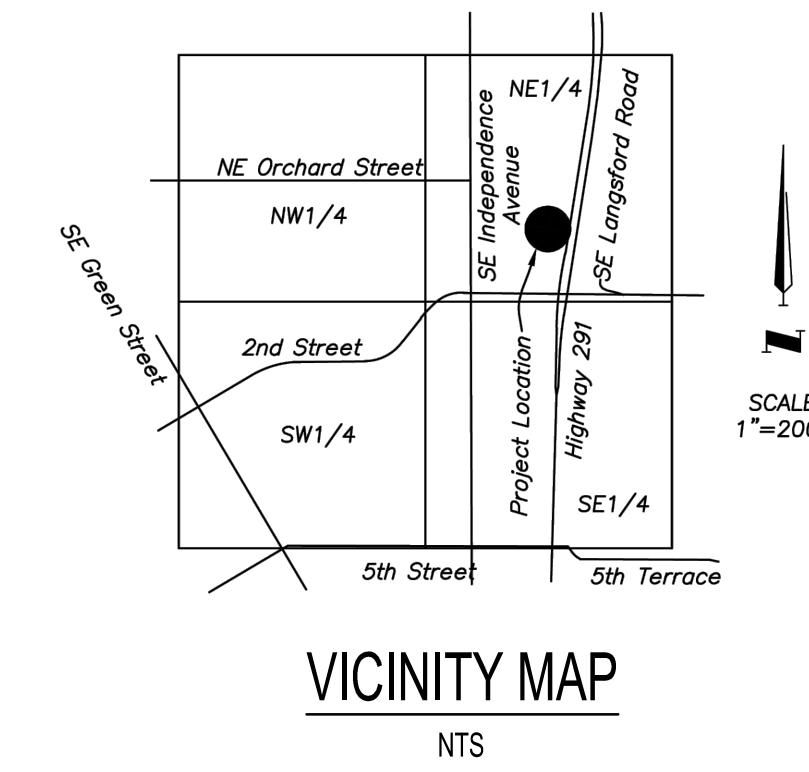 NE1/4
SE Independence
Avenue
SE Langsford Road
NE Orchard Street
NW1/4
SE Green Street
2nd Street
Project Location
Highway 291
SW1/4
SE1/4
5th Street
5th Terrace
N
VICINITY MAP
NTS